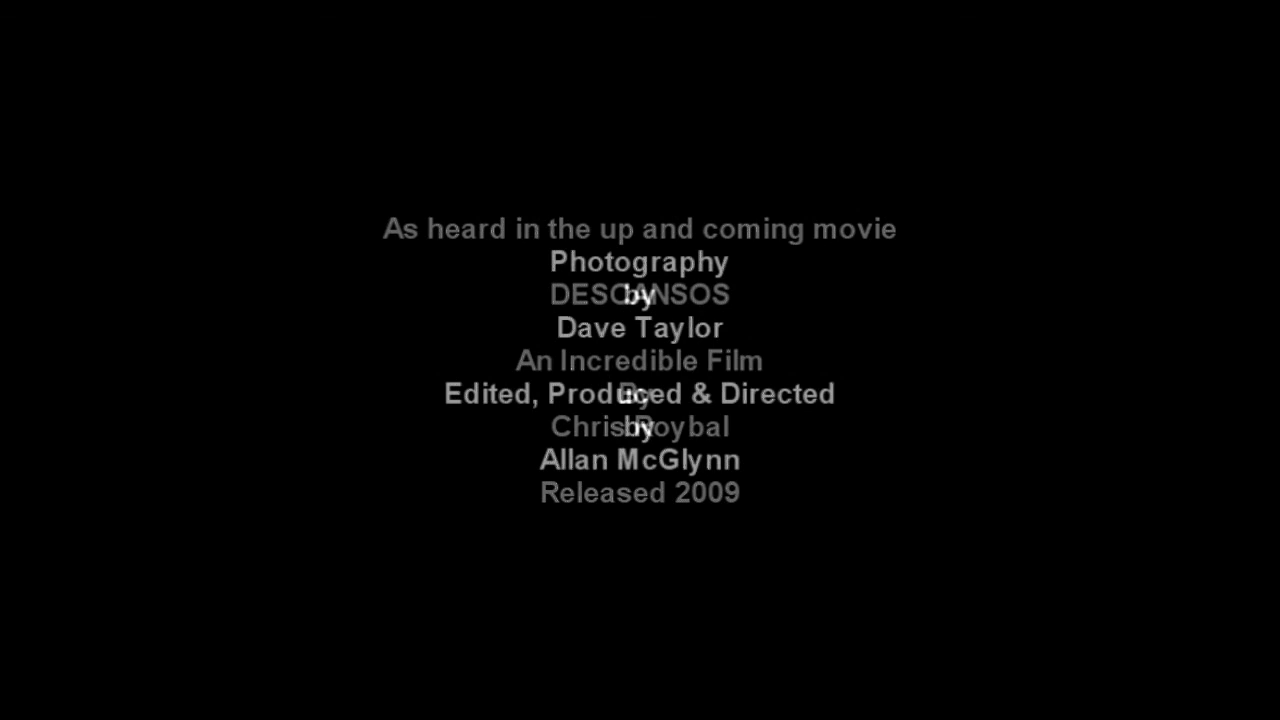 As heard in the up and coming movie
Photography
DESCANSOS
by
Dave Taylor
An Incredible Film
Edited, Produced & Directed
By
Chris Roybal
by
Allan McGlynn
Released 2009